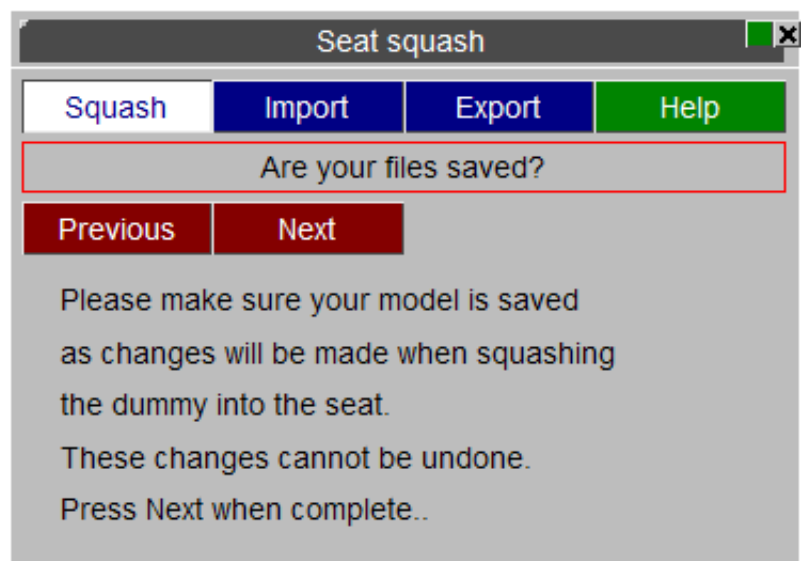 Seat squash
Squash Import Export Help
Are your files saved?
Previous Next
Please make sure your model is saved
as changes will be made when squashing
the dummy into the seat.
These changes cannot be undone.
Press Next when complete..